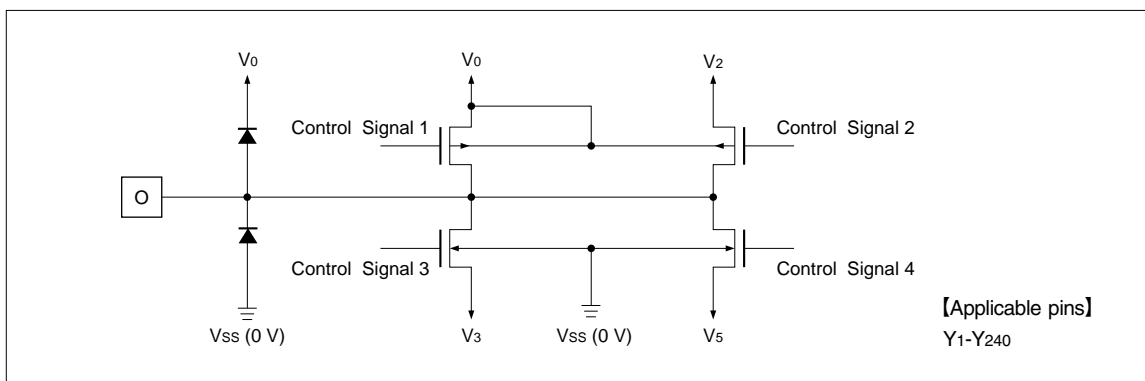 V0
V0
V2
Control Signal 1
Control Signal 2
O
Control Signal 3
Control Signal 4
VSS (0 V)
V3
VSS (0 V)
V5
【Applicable pins】
Y1-Y240